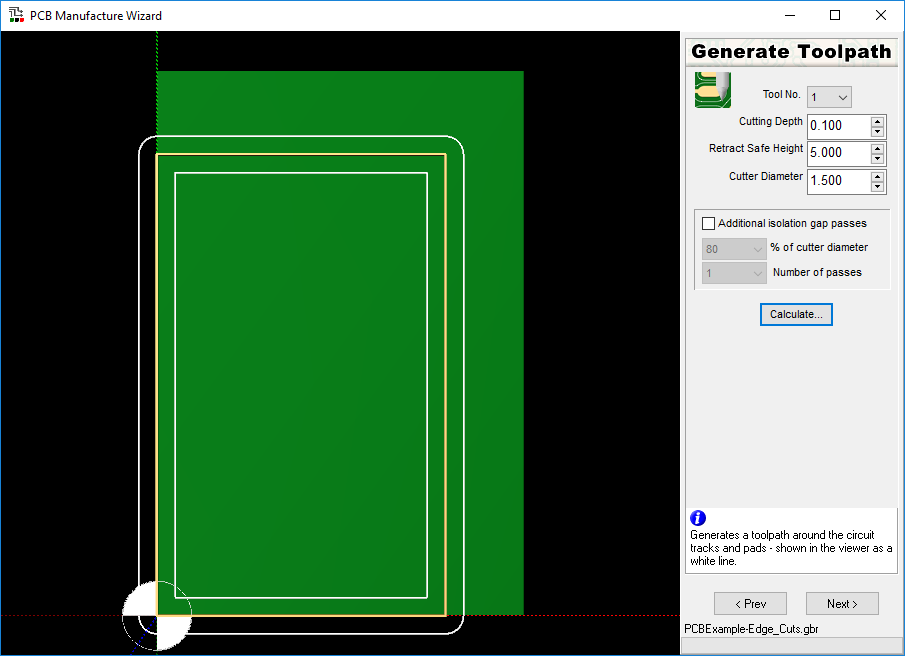 PCB Manufacture Wizard
Generate Toolpath
Tool No. 1
Cutting Depth 0.100
Retract Safe Height 5.000
Cutter Diameter 1.500
Additional isolation gap passes
80 % of cutter diameter
1 Number of passes
Calculate...
Generates a toolpath around the circuit
tracks and pads - shown in the viewer as a
white line.
< Prev Next >
PCBExample-Edge_Cuts.gbr